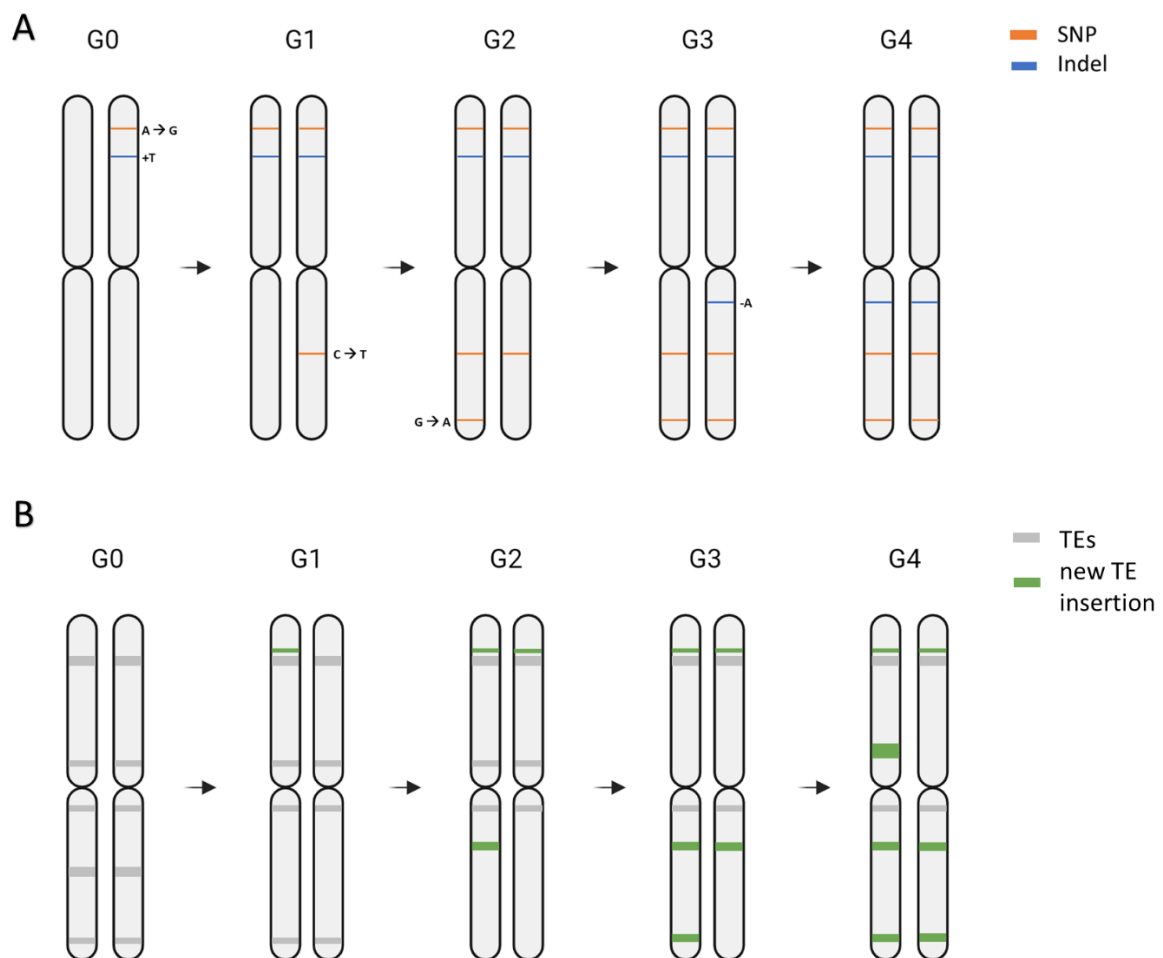 A
G0 G1 G2 G3 G4
SNP
Indel
A → G
+T
-A
C → T
G → A
B
G0 G1 G2 G3 G4
TEs
new TE
insertion